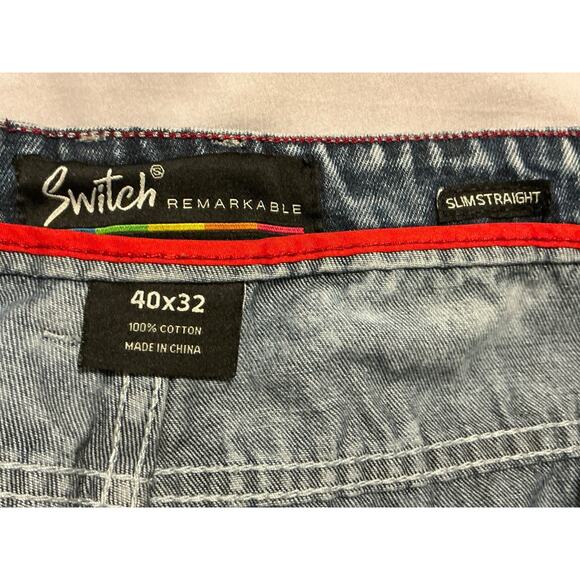 Switch REMARKABLE
SLIMSTRAIGHT
40x32
100% COTTON
MADE IN CHINA